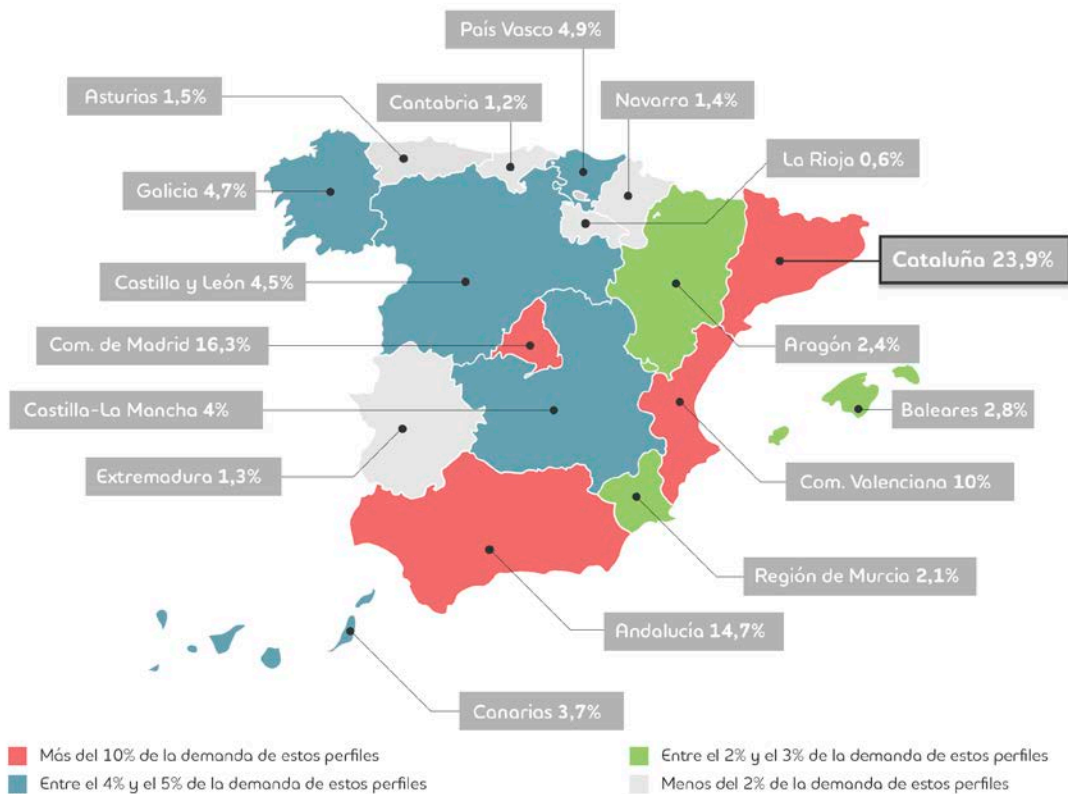 País Vasco 4,9%
Asturias 1,5%
Cantabria 1,2%
Navarra 1,4%
La Rioja 0,6%
Galicia 4,7%
Cataluña 23,9%
Castilla y León 4,5%
Com. de Madrid 16,3%
Aragón 2,4%
Castilla-La Mancha 4%
Baleares 2,8%
Extremadura 1,3%
Com. Valenciana 10%
Región de Murcia 2,1%
Andalucía 14,7%
Canarias 3,7%
Más del 10% de la demanda de estos perfiles
Entre el 4% y el 5% de la demanda de estos perfiles
Entre el 2% y el 3% de la demanda de estos perfiles
Menos del 2% de la demanda de estos perfiles